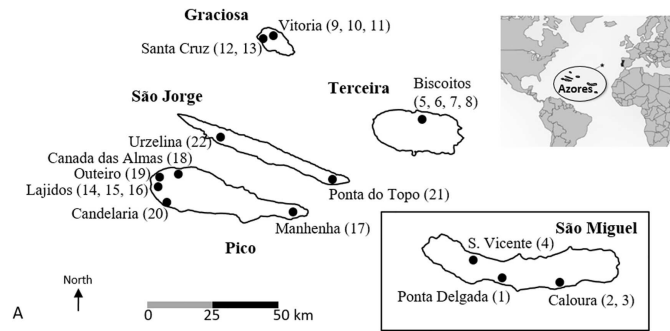 Graciosa
Vitoria (9, 10, 11)
Santa Cruz (12, 13)
Azores
São Jorge
Terceira
Biscoitos
(5, 6, 7, 8)
Urzelina (22)
Canada das Almas (18)
Outeiro (19)
Lajidos (14, 15, 16)
Candelaria (20)
Ponta do Topo (21)
Manhenha (17)
Pico
São Miguel
S. Vicente (4)
Ponta Delgada (1)
Caloura (2, 3)
North
A
0 25 50 km